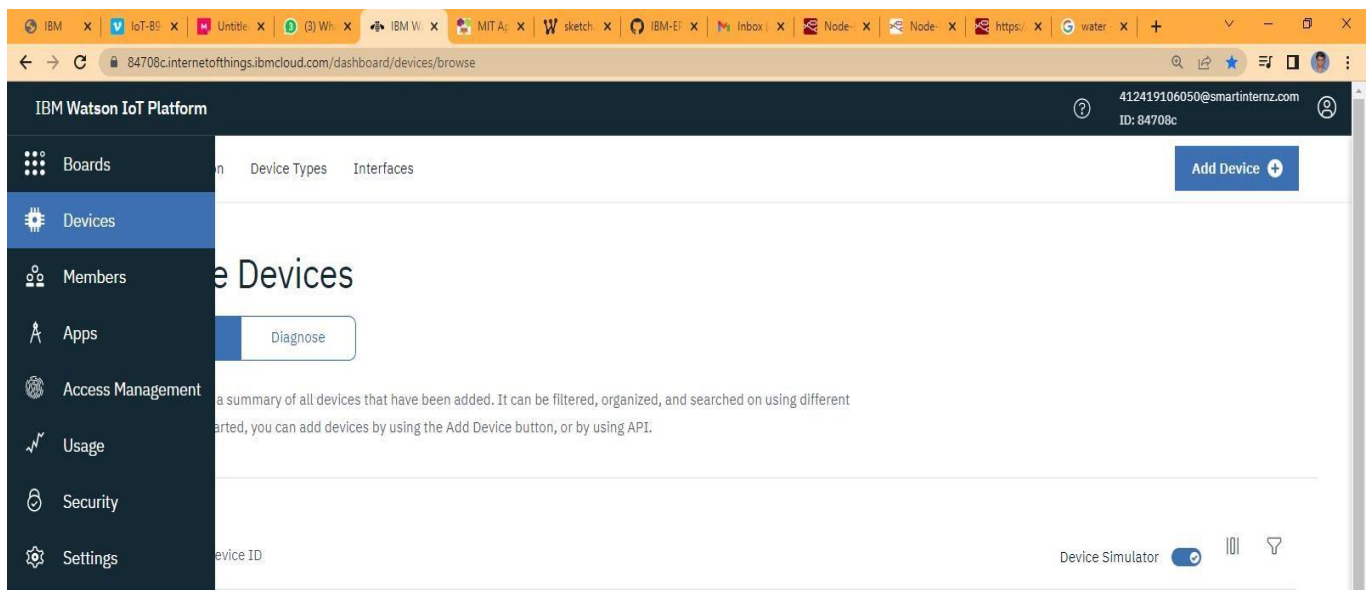 IBM IoT-B9 Untitle (3) Wh IBM W MIT Ap sketch. IBM-EF Inbox ( Node- Node- https:/ water -
84708c.internetofthings.ibmcloud.com/dashboard/devices/browse
IBM Watson IoT Platform
412419106050@smartinternz.com
ID: 84708c
Boards
Devices
Members
Apps
Access Management
Usage
Security
Settings
n Device Types Interfaces
Add Device
e Devices
Diagnose
a summary of all devices that have been added. It can be filtered, organized, and searched on using different
arted, you can add devices by using the Add Device button, or by using API.
evice ID
Device Simulator